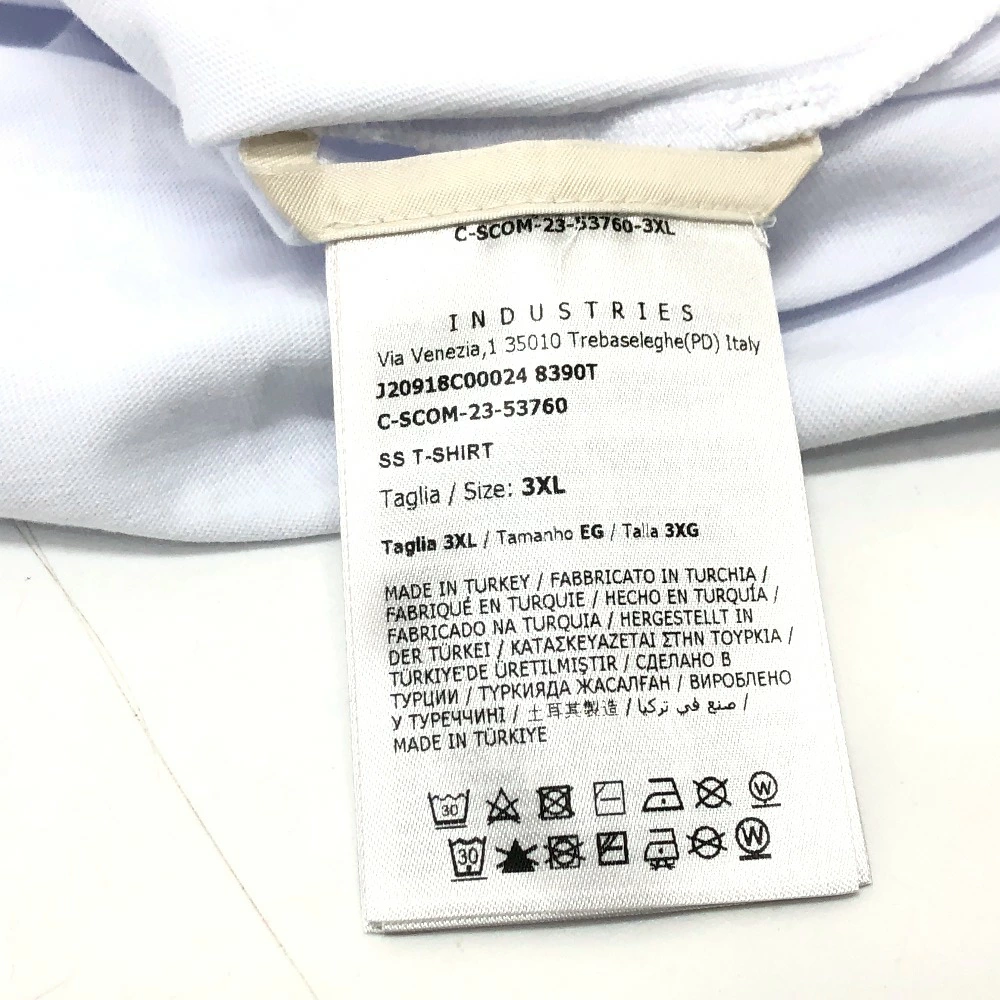 C-SCOM-23-53760-3XL
INDUSTRIES
Via Venezia,1 35010 Trebaseleghe(PD) Italy
J20918C00024 8390T
C-SCOM-23-53760
SS T-SHIRT
Taglia / Size: 3XL
Taglia 3XL / Tamanho EG / Talla 3XG
MADE IN TURKEY / FABBRICATO IN TURCHIA /
FABRIQUÉ EN TURQUIE / HECHO EN TURQUÍA /
FABRICADO NA TURQUIA / HERGESTELLT IN
DER TÜRKEI / ΚΑΤΑΣΚΕΥΑΖΕΤΑΙ ΣΤΗΝ ΤΟΥΡΚΙΑ /
TÜRKIYE'DE ÜRETILMIŞTIR / СДЕЛАНО В
ТУРЦИИ / ТҮРКИЯДА ЖАСАЛҒАН / ВИРОБЛЕНО
У ТУРЕЧЧИНІ / 土耳其製造 / صنع في تركيا /
MADE IN TÜRKIYE
30 W
30 W